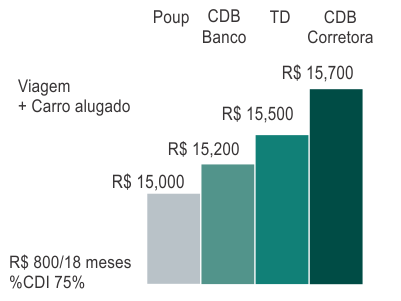 Poup
CDB
Banco
TD
CDB
Corretora
Viagem
+ Carro alugado
R$ 15,700
R$ 15,500
R$ 15,200
R$ 15,000
R$ 800/18 meses
%CDI 75%